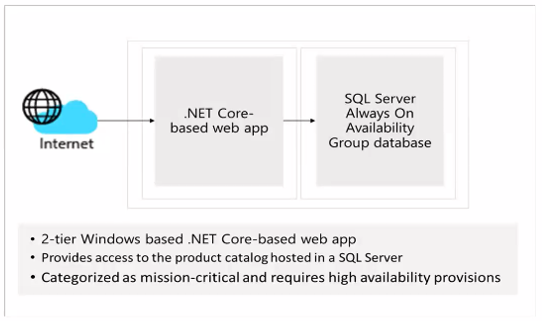 Internet
.NET Core-
based web app
SQL Server
Always On
Availability
Group database
• 2-tier Windows based .NET Core-based web app
• Provides access to the product catalog hosted in a SQL Server
• Categorized as mission-critical and requires high availability provisions